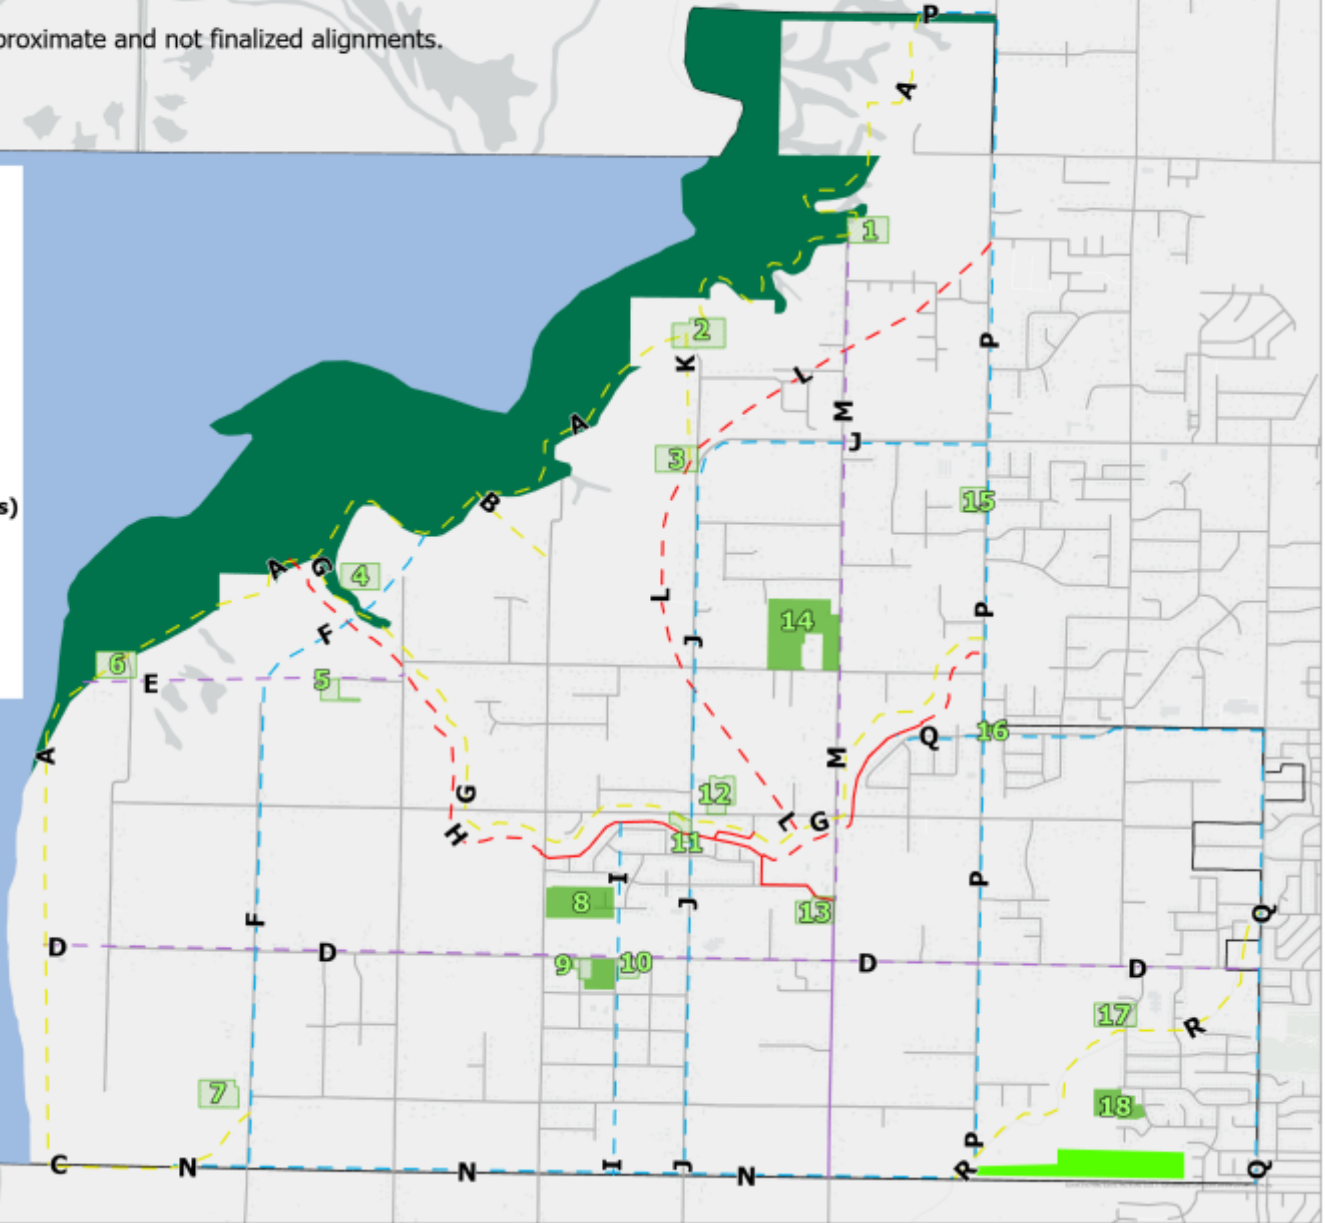 P
proximate and not finalized alignments.
A
1
2
K
P
L
M
A
J
3
B
15
s)
A
G
4
L
P
14
F
J
6
E
5
16
Q
A
M
G
12
L
G
H
11
I
P
8
J
13
Q
F
D
D
9
10
D
D
17
R
7
18
P
C
N
N
I
J
N
R
Q